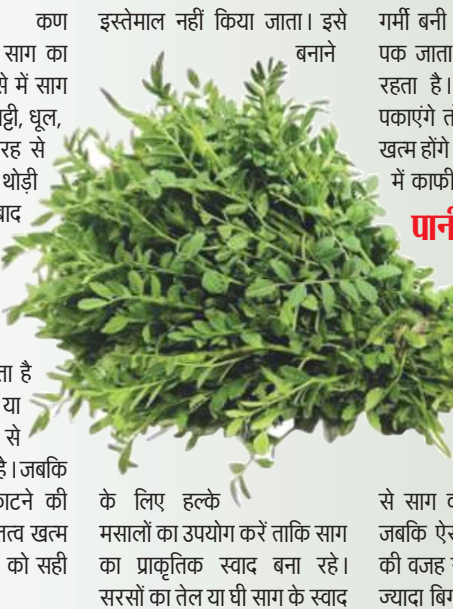 कण
साग का
से में साग
धूल,
रह से
थोड़ी
बाद
ता है
या
से
है। जबकि
काटने की
तत्व खत्म
को सही
इस्तेमाल नहीं किया जाता। इसे
बनाने
के लिए हल्के
मसालों का उपयोग करें ताकि साग
का प्राकृतिक स्वाद बना रहे।
सरसों का तेल या घी साग के स्वाद
गर्मी बनी
पक जाता
रहता है।
पकाएंगे
खत्म होंगे
में काफी
से साग
जबकि
की वजह
ज्यादा